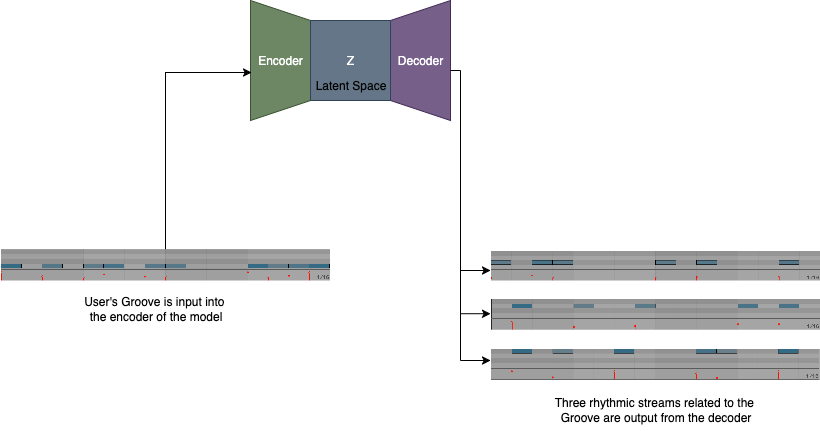 Encoder
Z
Decoder
Latent Space
1/16
1/16
User's Groove is input into
the encoder of the model
1/16
1/16
Three rhythmic streams related to the
Groove are output from the decoder